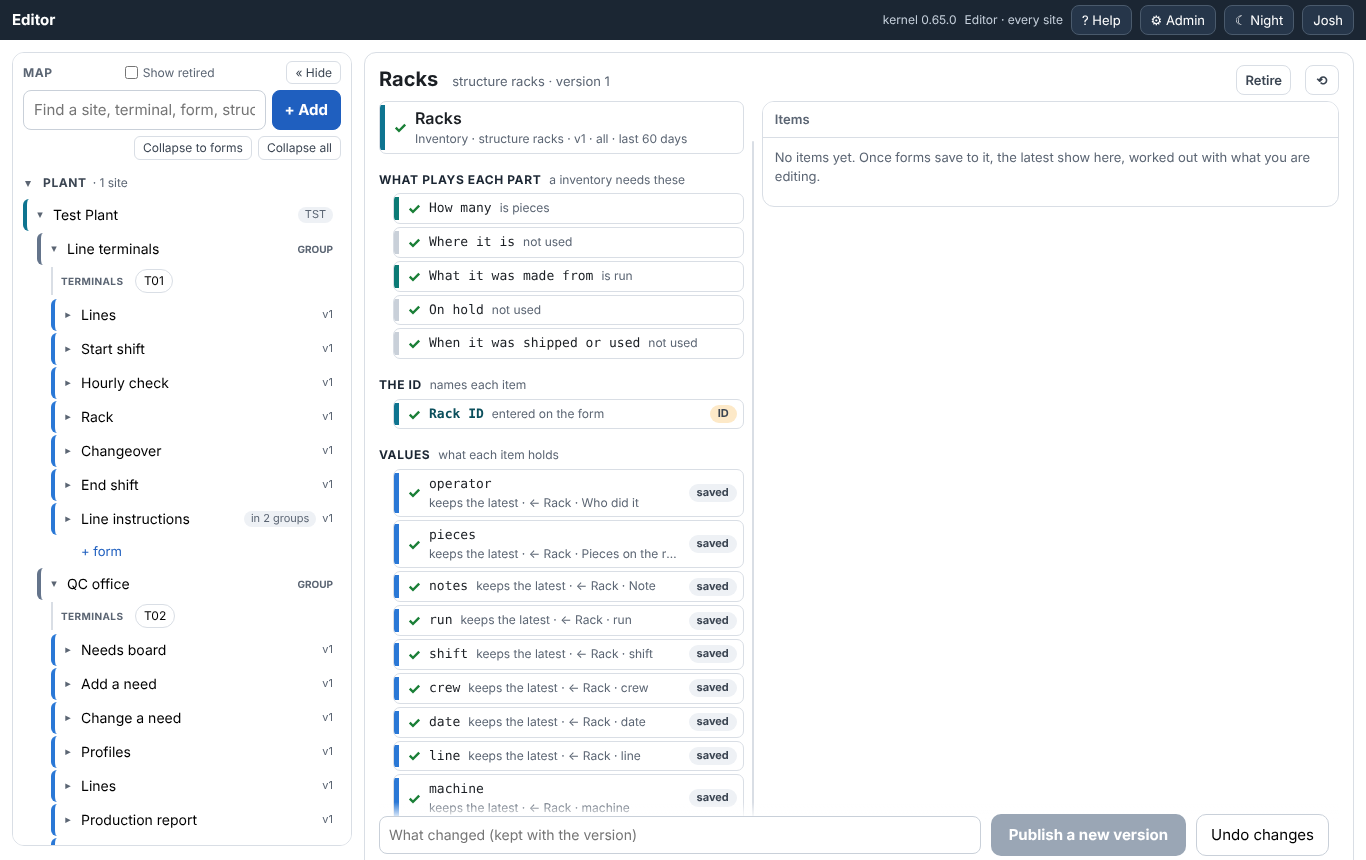 Editor
kernel 0.65.0 Editor · every site
? Help
⚙ Admin
☾ Night
Josh
MAP
Show retired
« Hide
Find a site, terminal, form, struc
+ Add
Collapse to forms
Collapse all
▾ PLANT · 1 site
▾ Test Plant TST
▾ Line terminals GROUP
TERMINALS T01
▸ Lines v1
▸ Start shift v1
▸ Hourly check v1
▸ Rack v1
▸ Changeover v1
▸ End shift v1
▸ Line instructions in 2 groups v1
+ form
▾ QC office GROUP
TERMINALS T02
▸ Needs board v1
▸ Add a need v1
▸ Change a need v1
▸ Profiles v1
▸ Lines v1
▸ Production report v1
Racks structure racks · version 1
Retire
⟲
Racks
Inventory · structure racks · v1 · all · last 60 days
WHAT PLAYS EACH PART a inventory needs these
How many is pieces
Where it is not used
What it was made from is run
On hold not used
When it was shipped or used not used
THE ID names each item
Rack ID entered on the form ID
VALUES what each item holds
operator
keeps the latest · ← Rack · Who did it
saved
pieces
keeps the latest · ← Rack · Pieces on the r…
saved
notes keeps the latest · ← Rack · Note saved
run keeps the latest · ← Rack · run saved
shift keeps the latest · ← Rack · shift saved
crew keeps the latest · ← Rack · crew saved
date keeps the latest · ← Rack · date saved
line keeps the latest · ← Rack · line saved
machine
keeps the latest · ← Rack · machine
saved
Items
No items yet. Once forms save to it, the latest show here, worked out with what you are
editing.
What changed (kept with the version)
Publish a new version
Undo changes